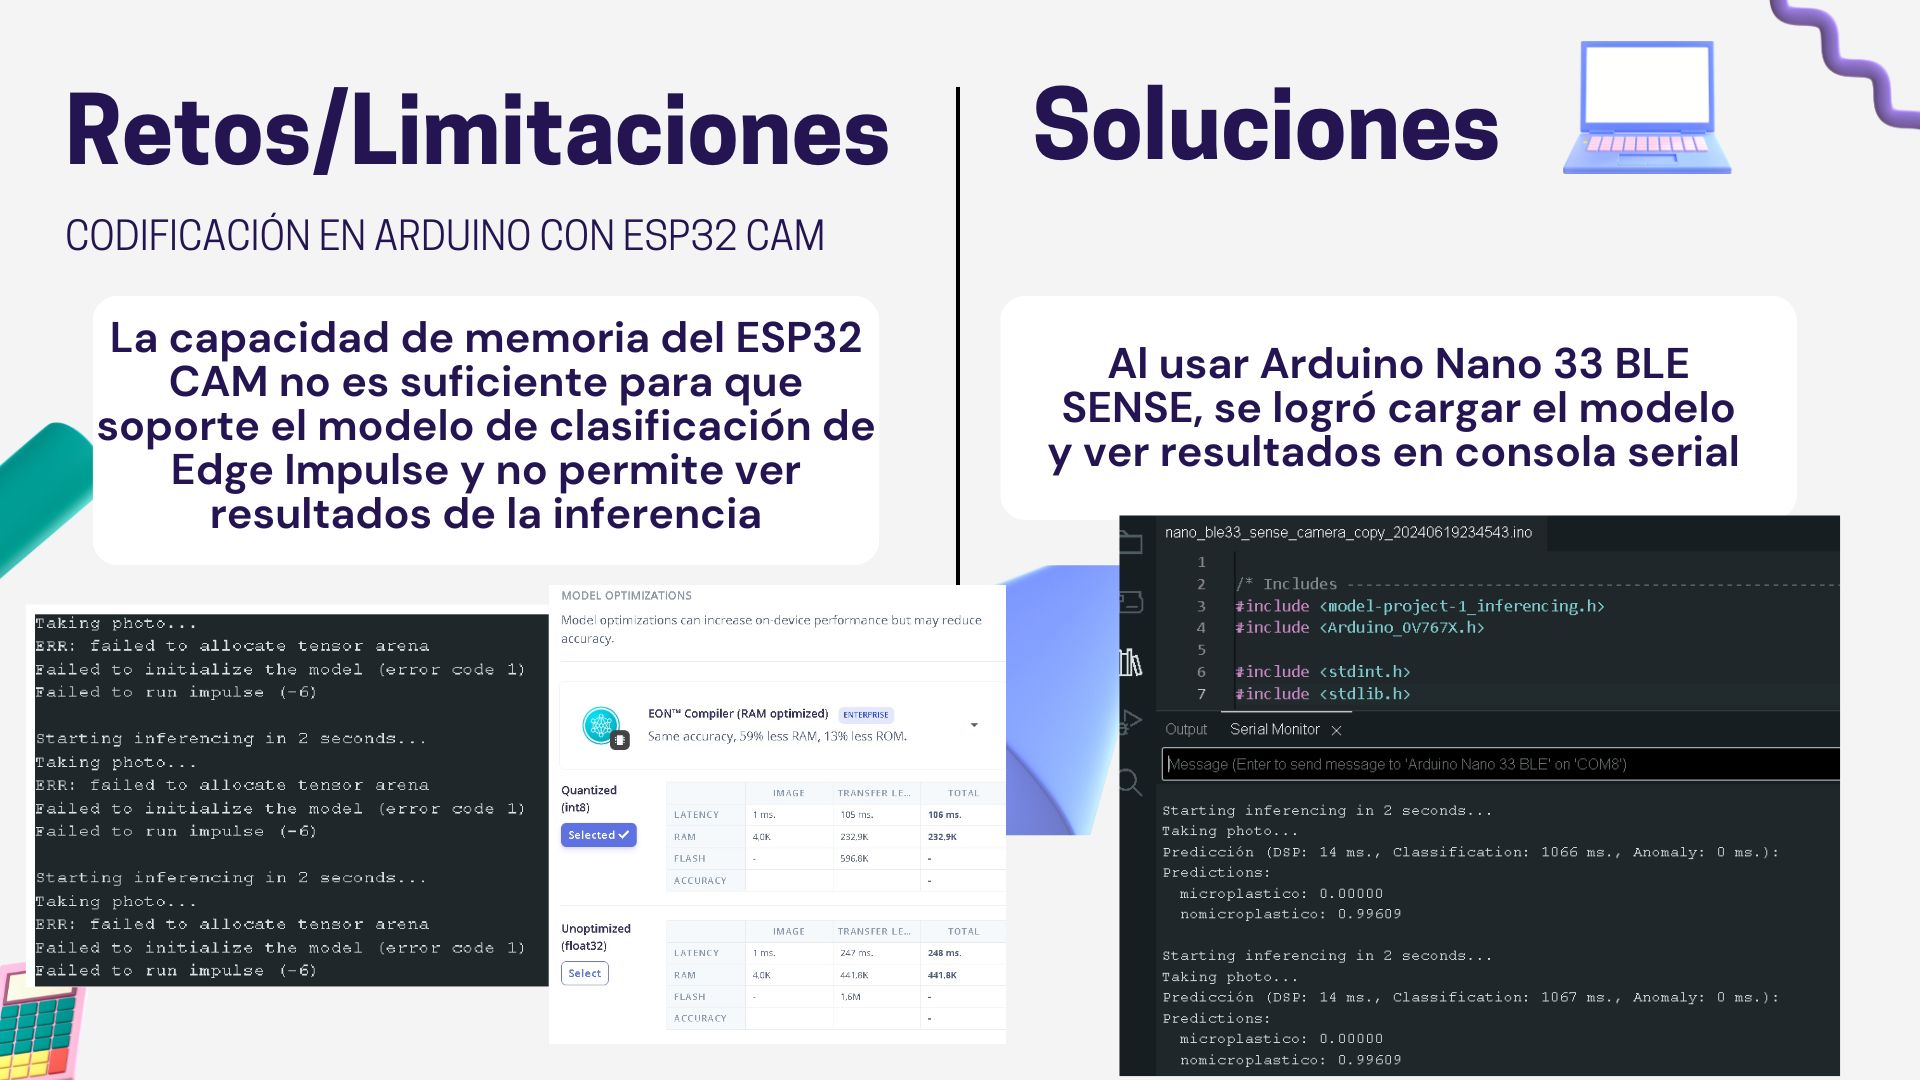 Retos/Limitaciones
CODIFICACIÓN EN ARDUINO CON ESP32 CAM
La capacidad de memoria del ESP32
CAM no es suficiente para que
soporte el modelo de clasificación de
Edge Impulse y no permite ver
resultados de la inferencia
Taking photo...
ERR: failed to allocate tensor arena
Failed to initialize the model (error code 1)
Failed to run impulse (-6)
Starting inferencing in 2 seconds...
Taking photo...
ERR: failed to allocate tensor arena
Failed to initialize the model (error code 1)
Failed to run impulse (-6)
Starting inferencing in 2 seconds...
Taking photo...
ERR: failed to allocate tensor arena
Failed to initialize the model (error code 1)
Failed to run impulse (-6)
MODEL OPTIMIZATIONS
Model optimizations can increase on-device performance but may reduce
accuracy.
EON™ Compiler (RAM optimized) ENTERPRISE
Same accuracy, 59% less RAM, 13% less ROM.
Quantized
(int8)
Selected ✓
IMAGE TRANSFER LE... TOTAL
LATENCY 1 ms. 105 ms. 106 ms.
RAM 4,0K 232,9K 232,9K
FLASH - 596,8K -
ACCURACY -
Unoptimized
(float32)
Select
IMAGE TRANSFER LE... TOTAL
LATENCY 1 ms. 247 ms. 248 ms.
RAM 4,0K 441,8K 441,8K
FLASH - 1,6M -
ACCURACY -
Soluciones
Al usar Arduino Nano 33 BLE
SENSE, se logró cargar el modelo
y ver resultados en consola serial
nano_ble33_sense_camera_copy_20240619234543.ino
1
2 /* Includes ------------------------------------------------------
3 #include <model-project-1_inferencing.h>
4 #include <Arduino_OV767X.h>
5
6 #include <stdint.h>
7 #include <stdlib.h>
Output Serial Monitor ×
Message (Enter to send message to 'Arduino Nano 33 BLE' on 'COM8')
Starting inferencing in 2 seconds...
Taking photo...
Predicción (DSP: 14 ms., Classification: 1066 ms., Anomaly: 0 ms.):
Predictions:
microplastico: 0.00000
nomicroplastico: 0.99609
Starting inferencing in 2 seconds...
Taking photo...
Predicción (DSP: 14 ms., Classification: 1067 ms., Anomaly: 0 ms.):
Predictions:
microplastico: 0.00000
nomicroplastico: 0.99609